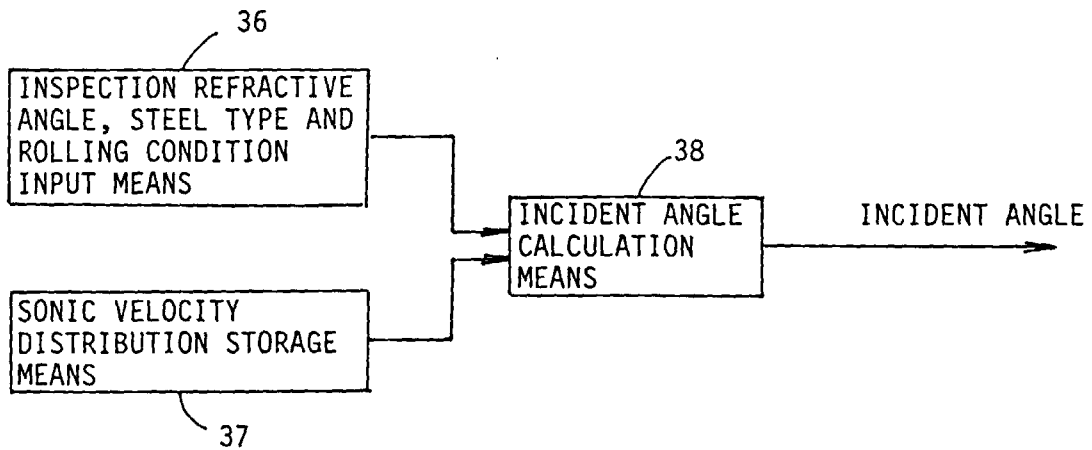 36
INSPECTION REFRACTIVE
ANGLE, STEEL TYPE AND
ROLLING CONDITION
INPUT MEANS
38
INCIDENT ANGLE
CALCULATION
MEANS
INCIDENT ANGLE
SONIC VELOCITY
DISTRIBUTION STORAGE
MEANS
37